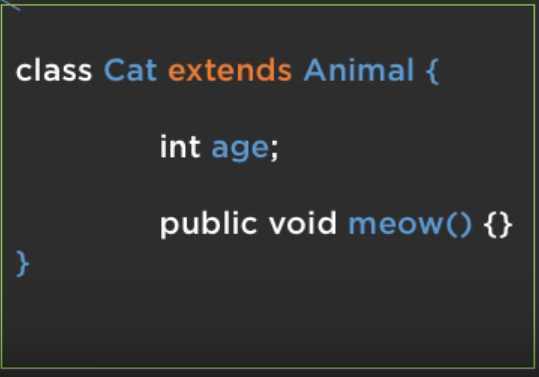 class Cat extends Animal {
int age;
public void meow() {}
}